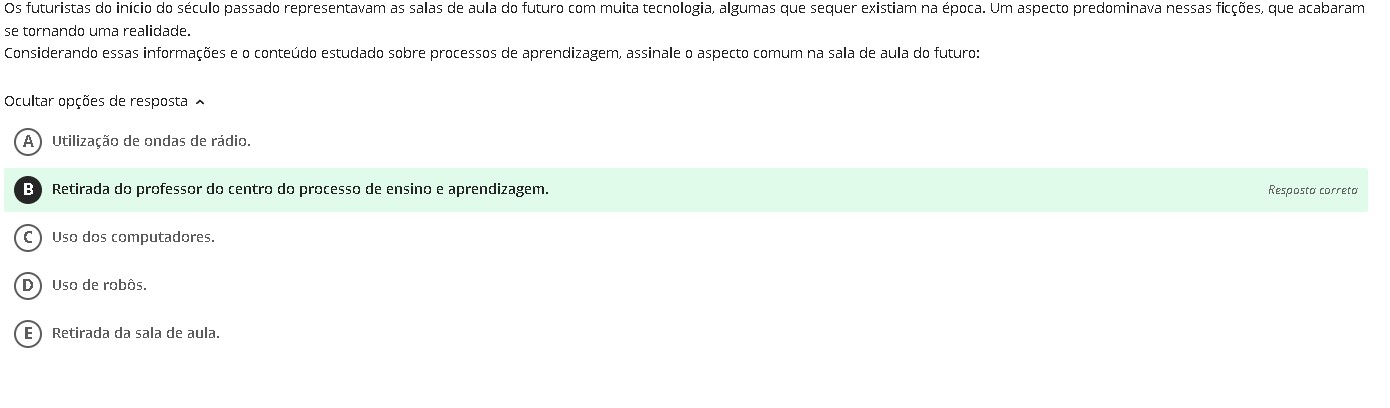 Os futuristas do início do século passado representavam as salas de aula do futuro com muita tecnologia, algumas que sequer existiam na época. Um aspecto predominava nessas ficções, que acabaram
se tornando uma realidade.
Considerando essas informações e o conteúdo estudado sobre processos de aprendizagem, assinale o aspecto comum na sala de aula do futuro:
Ocultar opções de resposta
A Utilização de ondas de rádio.
B Retirada do professor do centro do processo de ensino e aprendizagem. Resposta correta
C Uso dos computadores.
D Uso de robôs.
E Retirada da sala de aula.